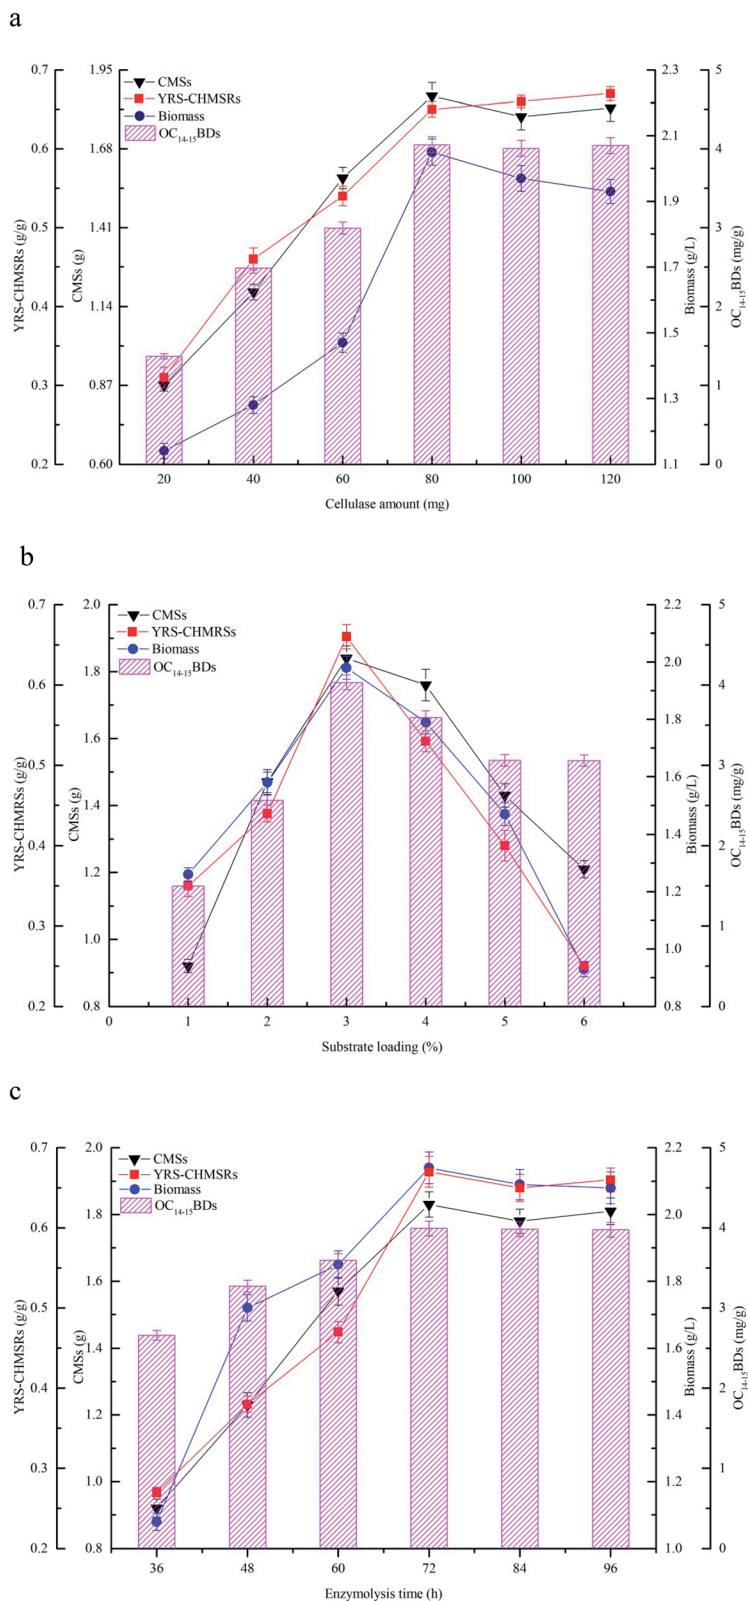 a
CMSs
YRS-CHMSRs
Biomass
OC14-15BDs
0.7
0.6
0.5
0.4
0.3
0.2
YRS-CHMSRs (g/g)
1.95
1.68
1.41
1.14
0.87
0.60
CMSs (g)
2.3
2.1
1.9
1.7
1.5
1.3
1.1
Biomass (g/L)
5
4
3
2
1
0
OC14-15BDs (mg/g)
20 40 60 80 100 120
Cellulase amount (mg)
b
CMSs
YRS-CHMRSs
Biomass
OC14-15BDs
0.7
0.6
0.5
0.4
0.3
0.2
YRS-CHMRSs (g/g)
2.0
1.8
1.6
1.4
1.2
1.0
0.8
CMSs (g)
2.2
2.0
1.8
1.6
1.4
1.2
1.0
0.8
Biomass (g/L)
5
4
3
2
1
0
OC14-15BDs (mg/g)
0 1 2 3 4 5 6
Substrate loading (%)
c
CMSs
YRS-CHMSRs
Biomass
OC14-15BDs
0.7
0.6
0.5
0.4
0.3
0.2
YRS-CHMSRs (g/g)
2.0
1.8
1.6
1.4
1.2
1.0
0.8
CMSs (g)
2.2
2.0
1.8
1.6
1.4
1.2
1.0
Biomass (g/L)
5
4
3
2
1
0
OC14-15BDs (mg/g)
36 48 60 72 84 96
Enzymolysis time (h)